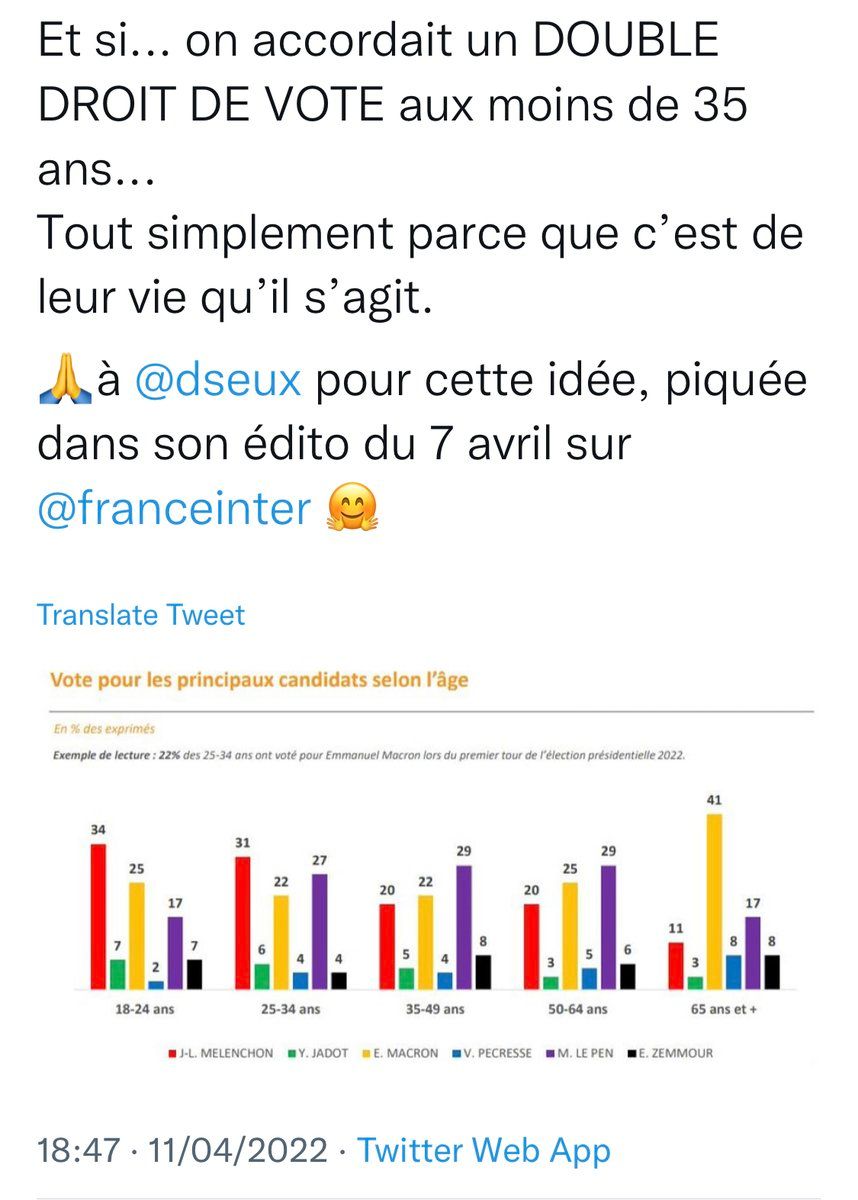 Et si... on accordait un DOUBLE
DROIT DE VOTE aux moins de 35
ans...
Tout simplement parce que c’est de
leur vie qu’il s’agit.
🙏à @dseux pour cette idée, piquée
dans son édito du 7 avril sur
@franceinter 🤗
Translate Tweet
Vote pour les principaux candidats selon l’âge
En % des exprimés
Exemple de lecture : 22% des 25-34 ans ont voté pour Emmanuel Macron lors du premier tour de l’élection présidentielle 2022.
34 7 25 2 17 7
31 6 22 4 27 4
20 5 22 4 29 8
20 3 25 5 29 6
11 3 41 8 17 8
18-24 ans 25-34 ans 35-49 ans 50-64 ans 65 ans et +
J-L. MELENCHON Y. JADOT E. MACRON V. PECRESSE M. LE PEN E. ZEMMOUR
18:47 · 11/04/2022 · Twitter Web App